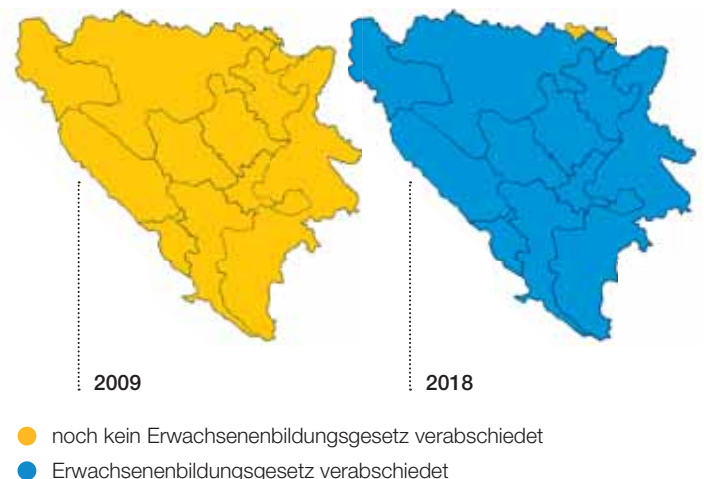 2009
2018
noch kein Erwachsenenbildungsgesetz verabschiedet
Erwachsenenbildungsgesetz verabschiedet